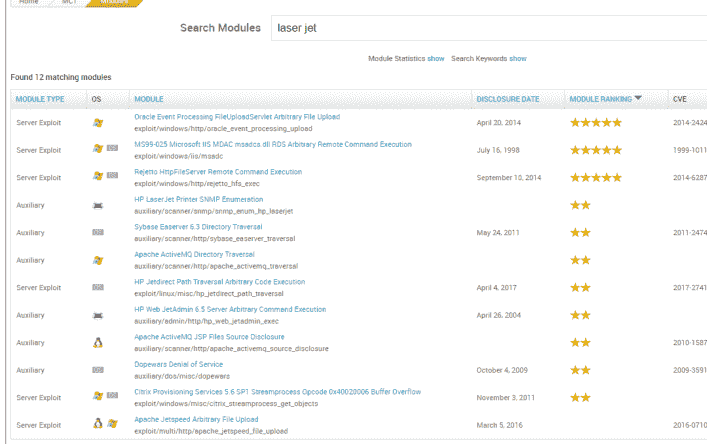 Home MCT Modules
Search Modules laser jet
Module Statistics show Search Keywords show
Found 12 matching modules
MODULE TYPE OS MODULE DISCLOSURE DATE MODULE RANKING CVE
Oracle Event Processing FileUploadServlet Arbitrary File Upload
Server Exploit April 20, 2014 2014-2424
exploit/windows/http/oracle_event_processing_upload
MS99-025 Microsoft IIS MDAC msadcs.dll RDS Arbitrary Remote Command Execution
Server Exploit July 16, 1998 1999-1011
exploit/windows/iis/msadc
Rejetto HttpFileServer Remote Command Execution
Server Exploit September 10, 2014 2014-6287
exploit/windows/http/rejetto_hfs_exec
HP LaserJet Printer SNMP Enumeration
Auxiliary
auxiliary/scanner/snmp/snmp_enum_hp_laserjet
Sybase Easerver 6.3 Directory Traversal
Auxiliary May 24, 2011 2011-2474
auxiliary/scanner/http/sybase_easerver_traversal
Apache ActiveMQ Directory Traversal
Auxiliary
auxiliary/scanner/http/apache_activemq_traversal
HP Jetdirect Path Traversal Arbitrary Code Execution
Server Exploit April 4, 2017 2017-2741
exploit/linux/misc/hp_jetdirect_path_traversal
HP Web JetAdmin 6.5 Server Arbitrary Command Execution
Auxiliary April 26, 2004
auxiliary/admin/http/hp_web_jetadmin_exec
Apache ActiveMQ JSP Files Source Disclosure
Auxiliary 2010-1587
auxiliary/scanner/http/apache_activemq_source_disclosure
Dopewars Denial of Service
Auxiliary October 4, 2009 2009-3591
auxiliary/dos/misc/dopewars
Citrix Provisioning Services 5.6 SP1 Streamprocess Opcode 0x40020006 Buffer Overflow
Server Exploit November 3, 2011
exploit/windows/misc/citrix_streamprocess_get_objects
Apache Jetspeed Arbitrary File Upload
Server Exploit March 5, 2016 2016-0710
exploit/multi/http/apache_jetspeed_file_upload